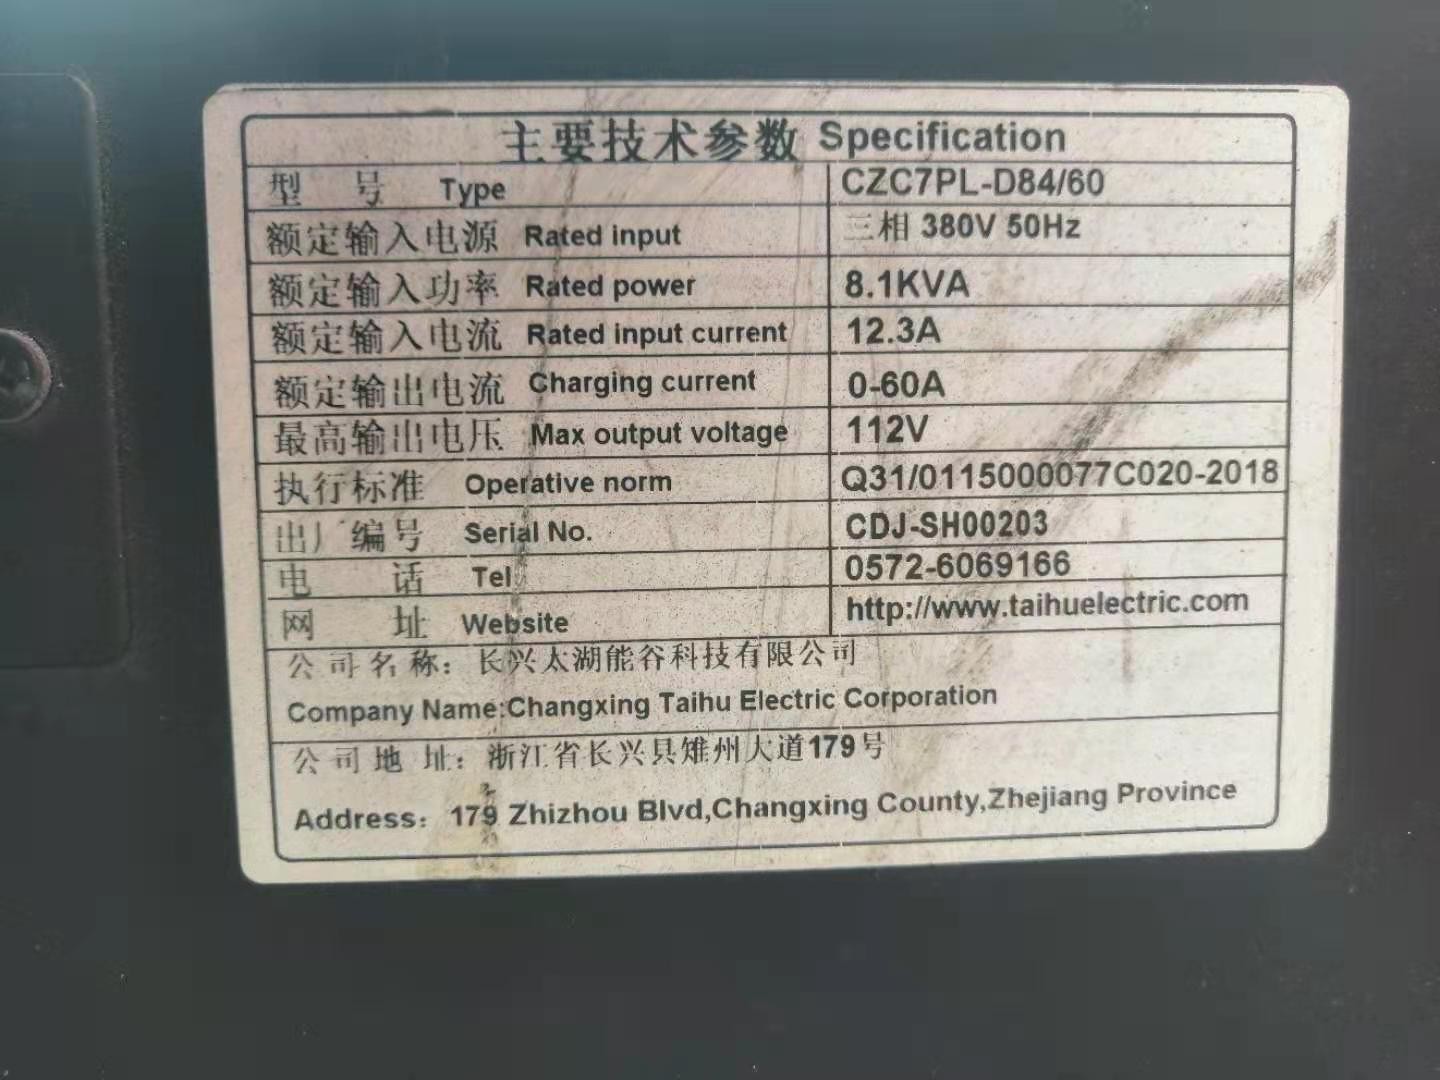 主要技术参数 Specification
型 号 Type CZC7PL-D84/60
额定输入电源 Rated input 三相 380V 50Hz
额定输入功率 Rated power 8.1KVA
额定输入电流 Rated input current 12.3A
额定输出电流 Charging current 0-60A
最高输出电压 Max output voltage 112V
执行标准 Operative norm Q31/0115000077C020-2018
出厂编号 Serial No. CDJ-SH00203
电 话 Tel 0572-6069166
网 址 Website http://www.taihuelectric.com
公司名称：长兴太湖能谷科技有限公司
Company Name:Changxing Taihu Electric Corporation
公司地址：浙江省长兴县雉州大道179号
Address：179 Zhizhou Blvd,Changxing County,Zhejiang Province